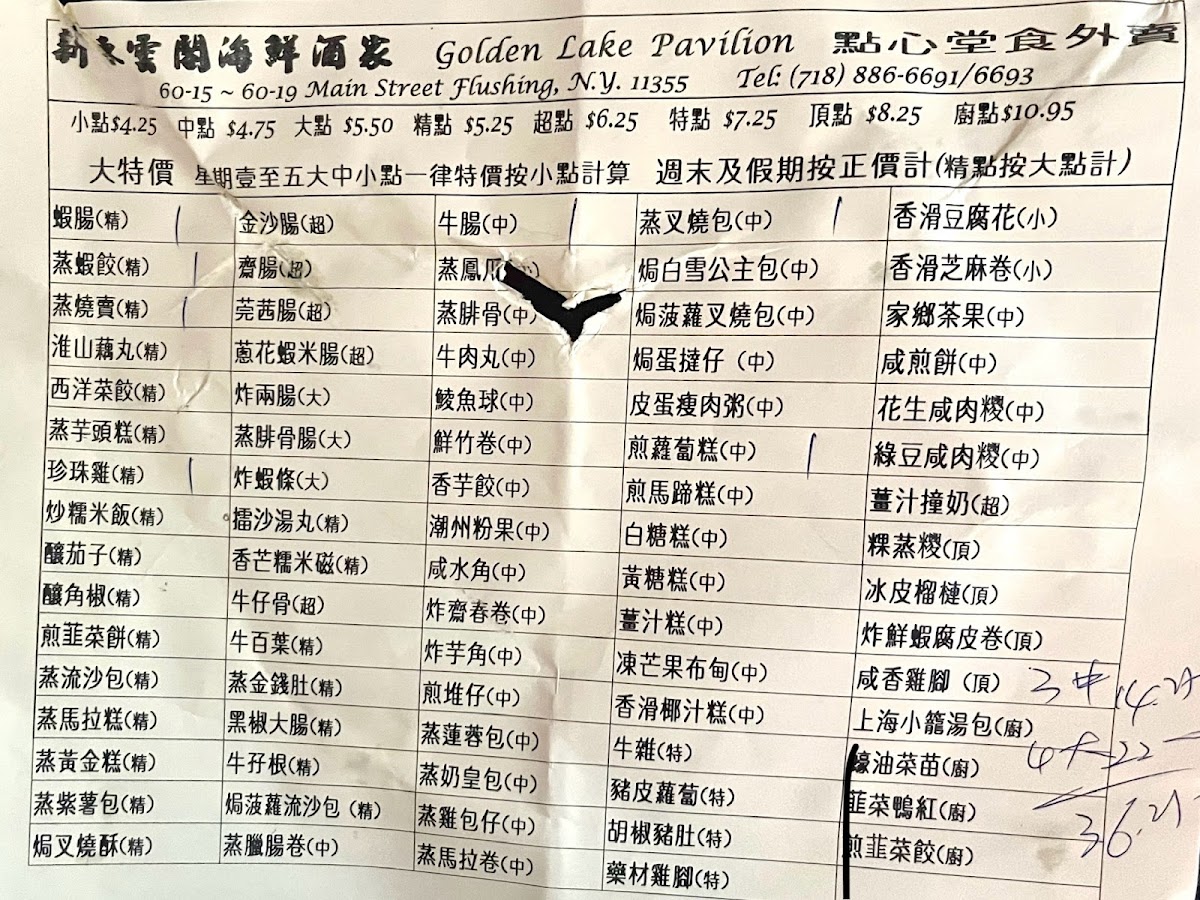 新東雲閣海鮮酒家 Golden Lake Pavilion 點心堂食外賣
60-15 ~ 60-19 Main Street Flushing, N.Y. 11355 Tel: (718) 886-6691/6693
小點$4.25 中點 $4.75 大點 $5.50 精點 $5.25 超點 $6.25 特點 $7.25 頂點 $8.25 廚點$10.95
大特價 星期壹至五大中小點一律特價按小點計算 週末及假期按正價計(精點按大點計)
蝦腸(精) | 金沙腸(超) 牛腸(中) | 蒸叉燒包(中) | 香滑豆腐花(小)
蒸蝦餃(精) | 齋腸(超) 蒸鳳爪 焗白雪公主包(中) 香滑芝麻卷(小)
蒸燒賣(精) | 莞茜腸(超) 蒸腓骨(中) 焗菠蘿叉燒包(中) 家鄉茶果(中)
淮山藕丸(精) 蔥花蝦米腸(超) 牛肉丸(中) 焗蛋撻仔 (中) 咸煎餅(中)
西洋菜餃(精) 炸兩腸(大) 鯪魚球(中) 皮蛋瘦肉粥(中) 花生咸肉糭(中)
蒸芋頭糕(精) 蒸腓骨腸(大) 鮮竹卷(中) 煎蘿蔔糕(中) | 綠豆咸肉糭(中)
珍珠雞(精) | 炸蝦條(大) 香芋餃(中) 煎馬蹄糕(中) 薑汁撞奶(超)
炒糯米飯(精) 擂沙湯丸(精) 潮州粉果(中) 白糖糕(中) 粿蒸糭(頂)
釀茄子(精) 香芒糯米磁(精) 咸水角(中) 黃糖糕(中) 冰皮榴槤(頂)
釀角椒(精) 牛仔骨(超) 炸齋春卷(中) 薑汁糕(中) 炸鮮蝦腐皮卷(頂)
煎韮菜餅(精) 牛百葉(精) 炸芋角(中) 凍芒果布甸(中) 咸香雞腳 (頂) 3中 14.25
蒸流沙包(精) 蒸金錢肚(精) 煎堆仔(中) 香滑椰汁糕(中) 上海小籠湯包(廚)
蒸馬拉糕(精) 黑椒大腸(精) 蒸蓮蓉包(中) 牛雜(特) 蠔油菜苗(廚) 4大 22
蒸黃金糕(精) 牛孖根(精) 蒸奶皇包(中) 豬皮蘿蔔(特) 韮菜鴨紅(廚) 36.25
蒸紫薯包(精) 焗菠蘿流沙包 (精) 蒸雞包仔(中) 胡椒豬肚(特) 煎韮菜餃(廚)
焗叉燒酥(精) 蒸臘腸卷(中) 蒸馬拉卷(中) 藥材雞腳(特)